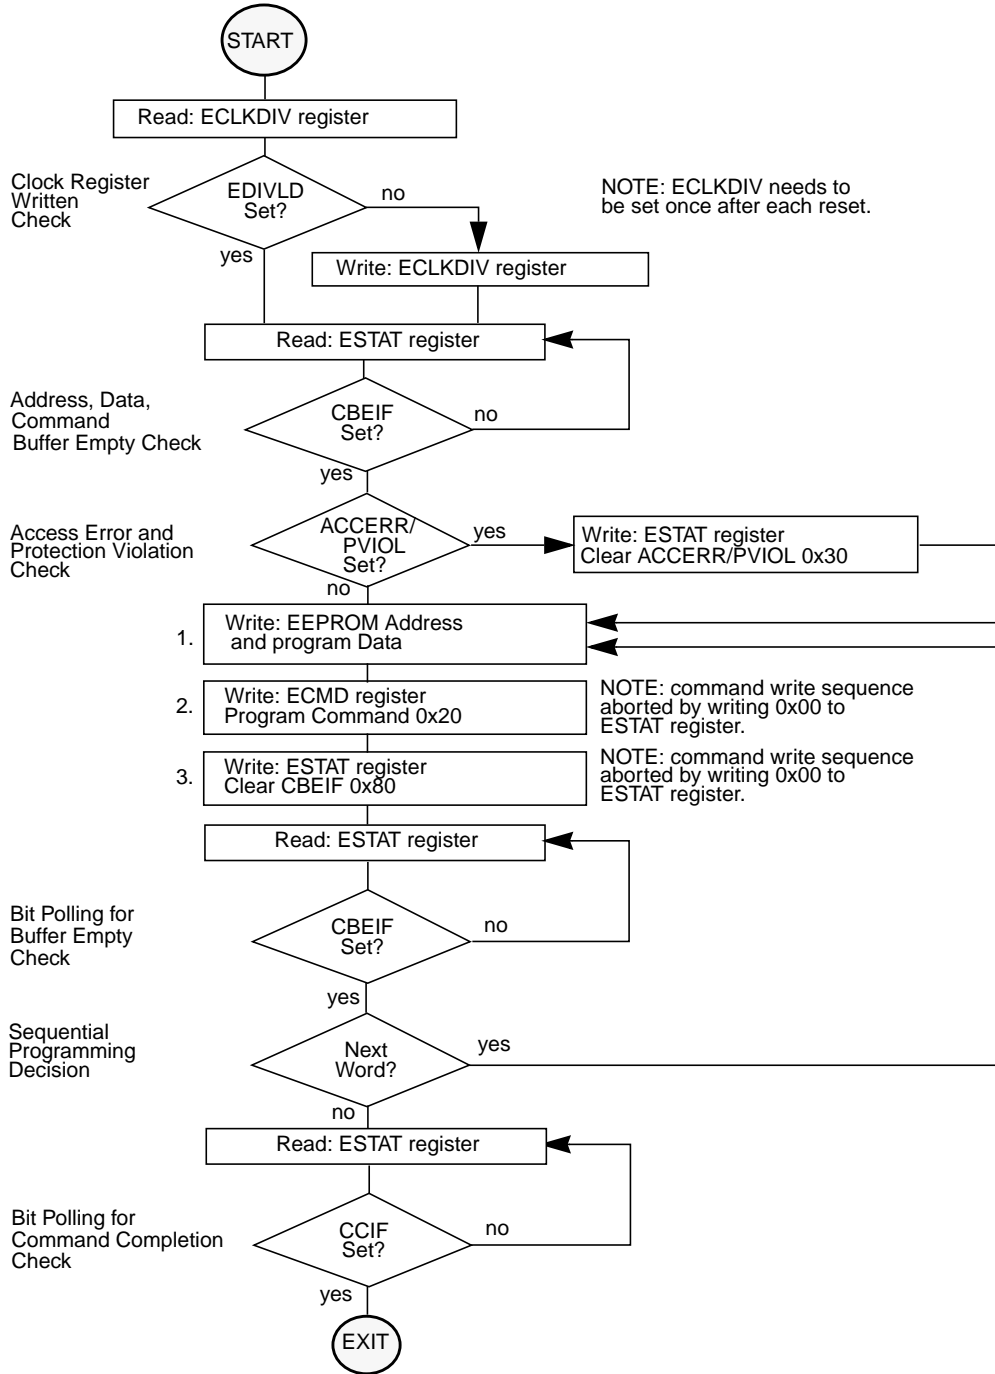 START
Read: ECLKDIV register
Clock Register
Written
Check
EDIVLD
Set?
no
yes
NOTE: ECLKDIV needs to
be set once after each reset.
Write: ECLKDIV register
Read: ESTAT register
Address, Data,
Command
Buffer Empty Check
CBEIF
Set?
no
yes
Access Error and
Protection Violation
Check
ACCERR/
PVIOL
Set?
yes
no
Write: ESTAT register
Clear ACCERR/PVIOL 0x30
1.
Write: EEPROM Address
and program Data
2.
Write: ECMD register
Program Command 0x20
NOTE: command write sequence
aborted by writing 0x00 to
ESTAT register.
3.
Write: ESTAT register
Clear CBEIF 0x80
NOTE: command write sequence
aborted by writing 0x00 to
ESTAT register.
Read: ESTAT register
Bit Polling for
Buffer Empty
Check
CBEIF
Set?
no
yes
Sequential
Programming
Decision
Next
Word?
yes
no
Read: ESTAT register
Bit Polling for
Command Completion
Check
CCIF
Set?
no
yes
EXIT